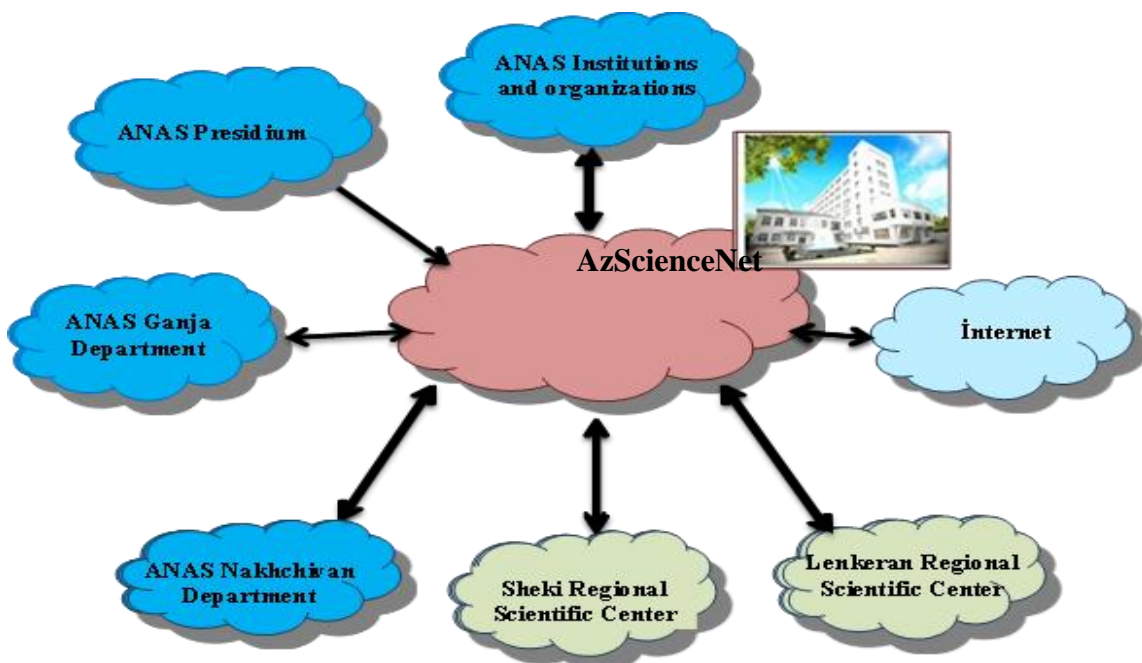 ANAS Institutions
and organizations
ANAS Presidium
AzScienceNet
ANAS Ganja
Department
İnternet
ANAS Nakhchivan
Department
Sheki Regional
Scientific Center
Lenkeran Regional
Scientific Center